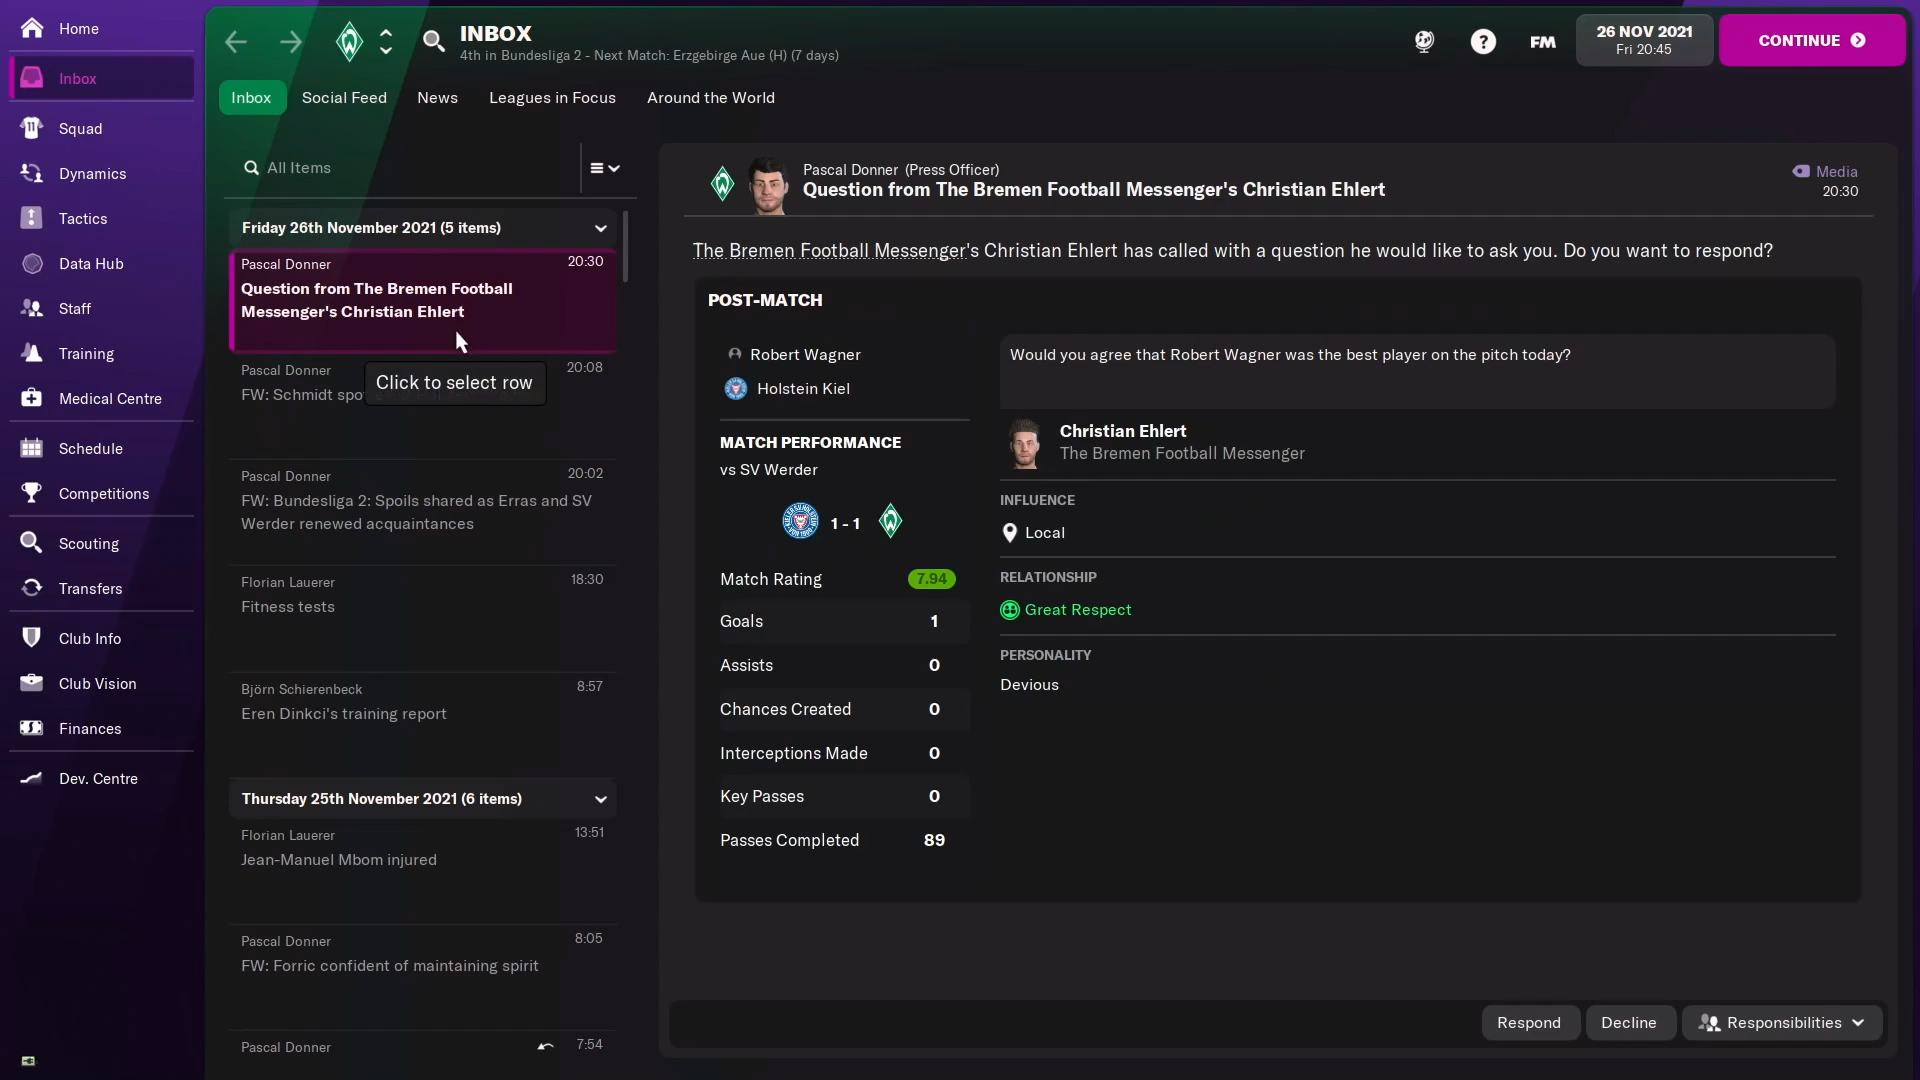 Home
Inbox
Squad
Dynamics
Tactics
Data Hub
Staff
Training
Medical Centre
Schedule
Competitions
Scouting
Transfers
Club Info
Club Vision
Finances
Dev. Centre
INBOX
4th in Bundesliga 2 - Next Match: Erzgebirge Aue (H) (7 days)
FM
26 NOV 2021
Fri 20:45
CONTINUE
Inbox Social Feed News Leagues in Focus Around the World
All Items
Friday 26th November 2021 (5 items)
Pascal Donner 20:30
Question from The Bremen Football
Messenger's Christian Ehlert
Click to select row
Pascal Donner 20:08
FW: Schmidt spo
Pascal Donner 20:02
FW: Bundesliga 2: Spoils shared as Erras and SV
Werder renewed acquaintances
Florian Lauerer 18:30
Fitness tests
Björn Schierenbeck 8:57
Eren Dinkci's training report
Thursday 25th November 2021 (6 items)
Florian Lauerer 13:51
Jean-Manuel Mbom injured
Pascal Donner 8:05
FW: Forric confident of maintaining spirit
Pascal Donner 7:54
Pascal Donner (Press Officer)
Question from The Bremen Football Messenger's Christian Ehlert
Media
20:30
The Bremen Football Messenger's Christian Ehlert has called with a question he would like to ask you. Do you want to respond?
POST-MATCH
Robert Wagner
Holstein Kiel
MATCH PERFORMANCE
vs SV Werder
1 - 1
Match Rating 7.94
Goals 1
Assists 0
Chances Created 0
Interceptions Made 0
Key Passes 0
Passes Completed 89
Would you agree that Robert Wagner was the best player on the pitch today?
Christian Ehlert
The Bremen Football Messenger
INFLUENCE
Local
RELATIONSHIP
Great Respect
PERSONALITY
Devious
Respond Decline Responsibilities